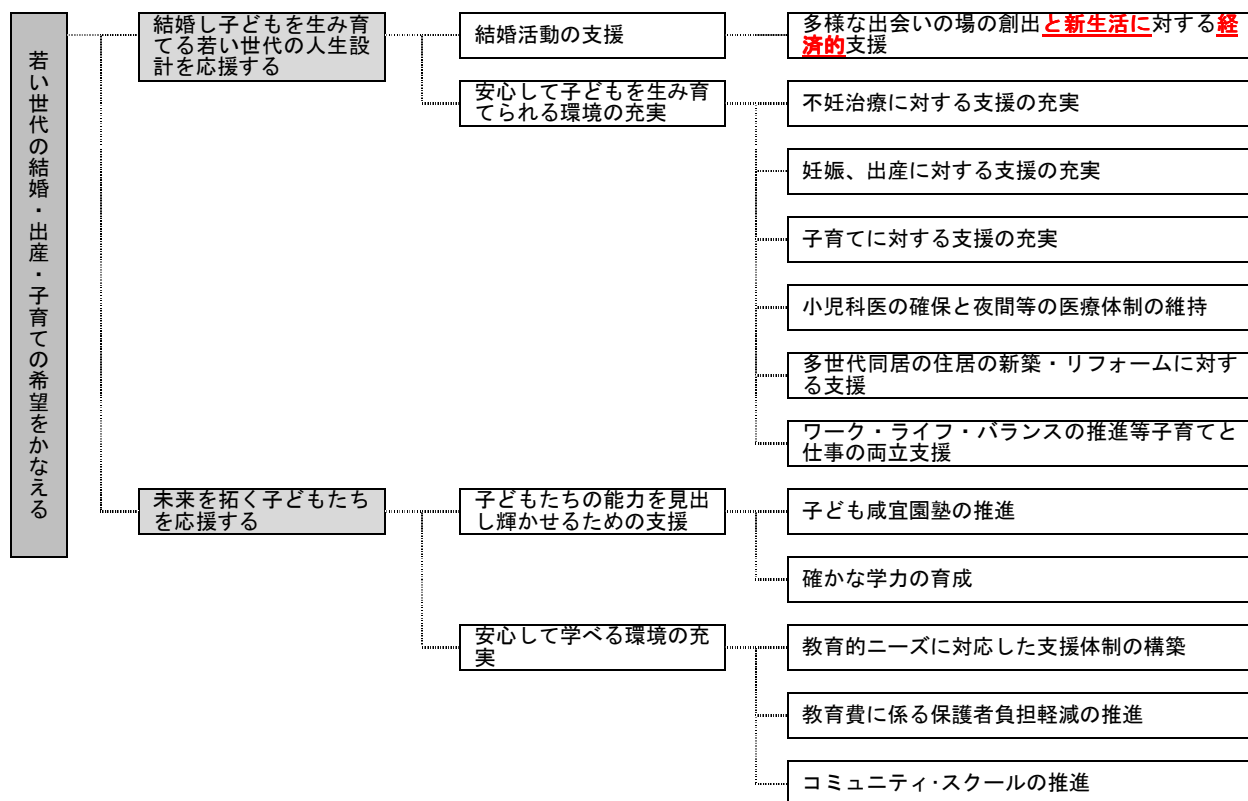 若い世代の結婚・出産・子育ての希望をかなえる
結婚し子どもを生み育
てる若い世代の人生設
計を応援する
結婚活動の支援
多様な出会いの場の創出と新生活に対する経
済的支援
安心して子どもを生み育
てられる環境の充実
不妊治療に対する支援の充実
妊娠、出産に対する支援の充実
子育てに対する支援の充実
小児科医の確保と夜間等の医療体制の維持
多世代同居の住居の新築・リフォームに対す
る支援
ワーク・ライフ・バランスの推進等子育てと
仕事の両立支援
未来を拓く子どもたち
を応援する
子どもたちの能力を見出
し輝かせるための支援
子ども咸宜園塾の推進
確かな学力の育成
安心して学べる環境の充
実
教育的ニーズに対応した支援体制の構築
教育費に係る保護者負担軽減の推進
コミュニティ･スクールの推進